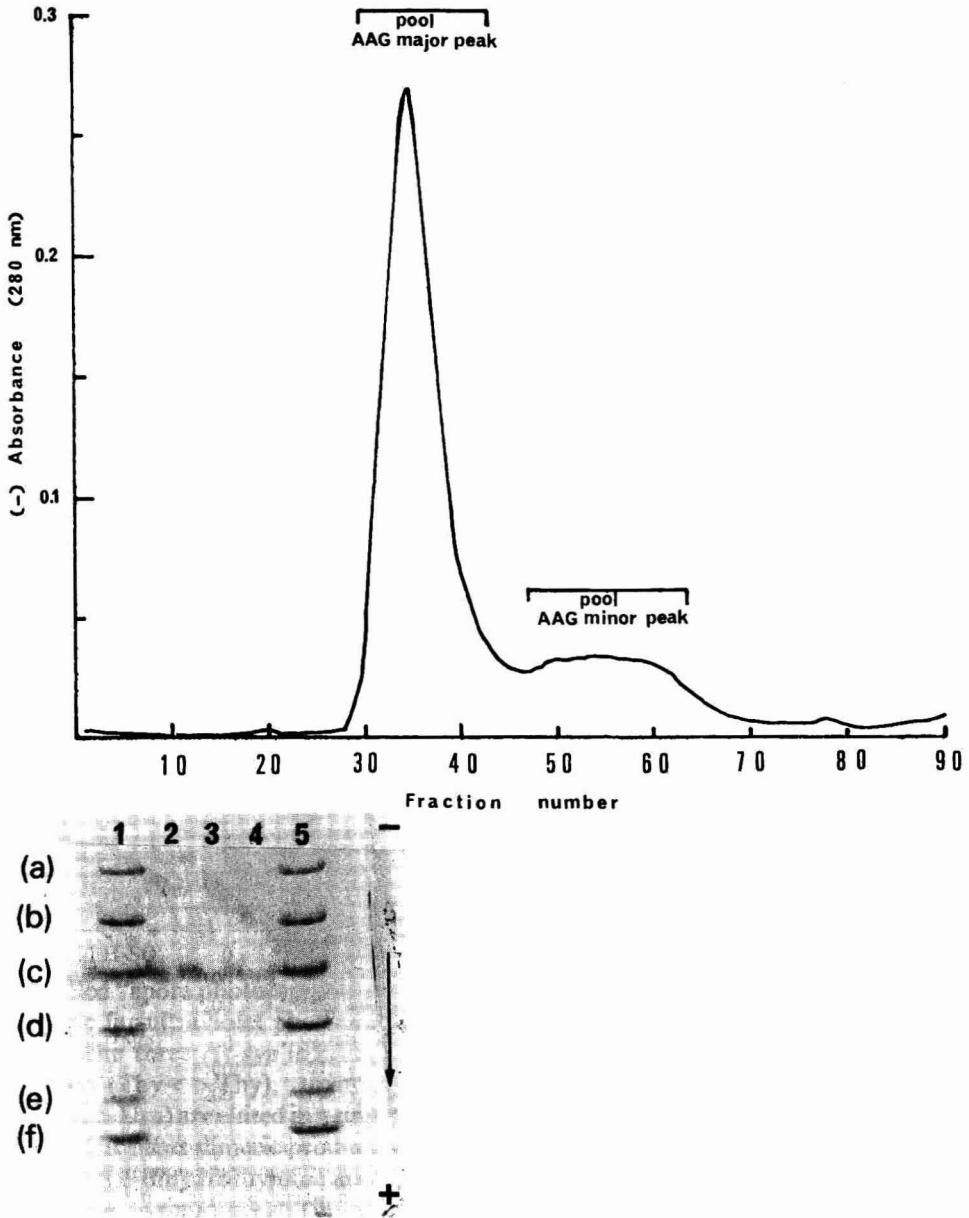 0.3
pool
AAG major peak
0.2
0.1
(-) Absorbance (280 nm)
pool
AAG minor peak
10 20 30 40 50 60 70 80 90
Fraction number
1 2 3 4 5 −
(a)
(b)
(c)
(d)
(e)
(f)
+